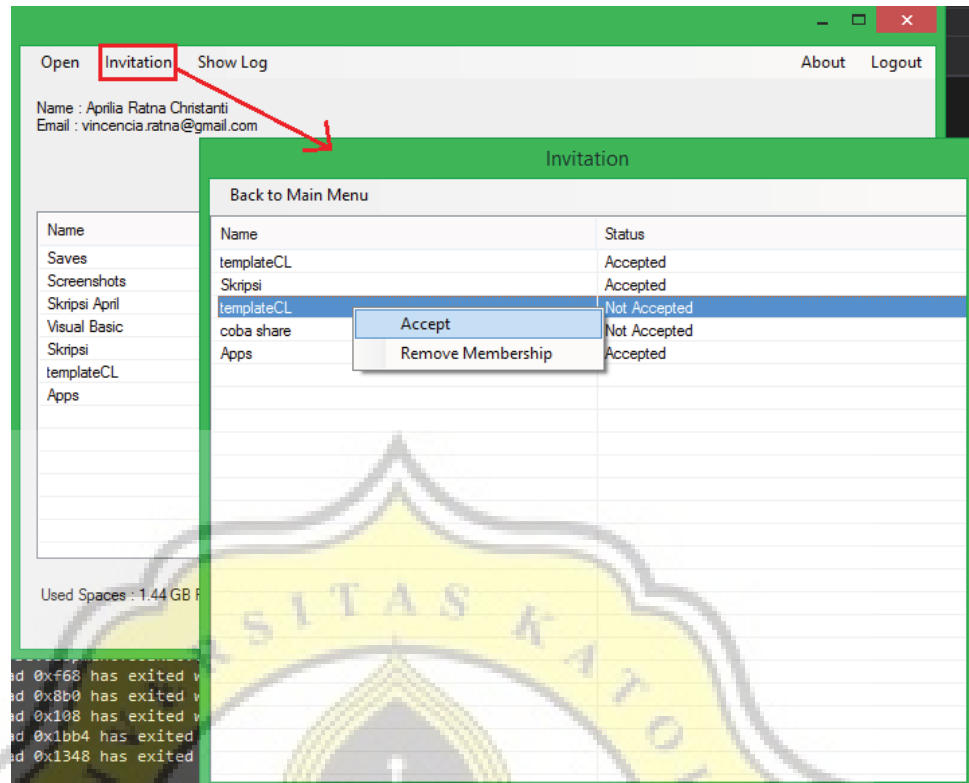 Open Invitation Show Log About Logout
Name : Aprilia Ratna Christanti
Email : vincencia.ratna@gmail.com
Invitation
Back to Main Menu
Name
Saves
Screenshots
Skripsi April
Visual Basic
Skripsi
templateCL
Apps
Name Status
templateCL Accepted
Skripsi Accepted
templateCL Not Accepted
coba share Not Accepted
Apps Accepted
Accept
Remove Membership
Used Spaces : 1.44 GB
ad 0xf68 has exited
ad 0x8b0 has exited
ad 0x108 has exited
ad 0x1bb4 has exited
ad 0x1348 has exited
RSITAS KATO